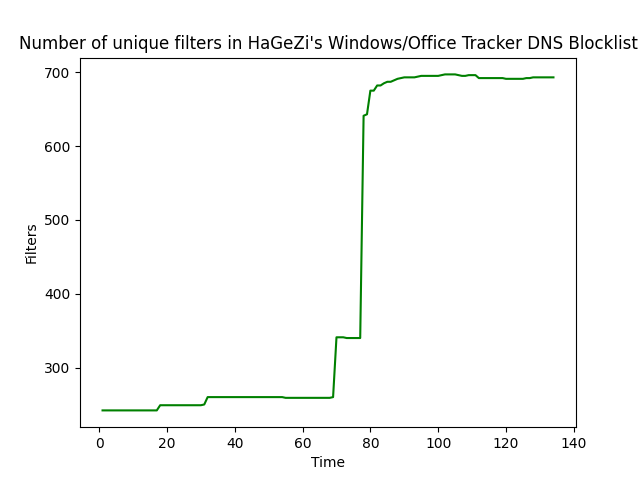 Number of unique filters in HaGeZi's Windows/Office Tracker DNS Blocklist
700
600
500
400
300
Filters
0 20 40 60 80 100 120 140
Time